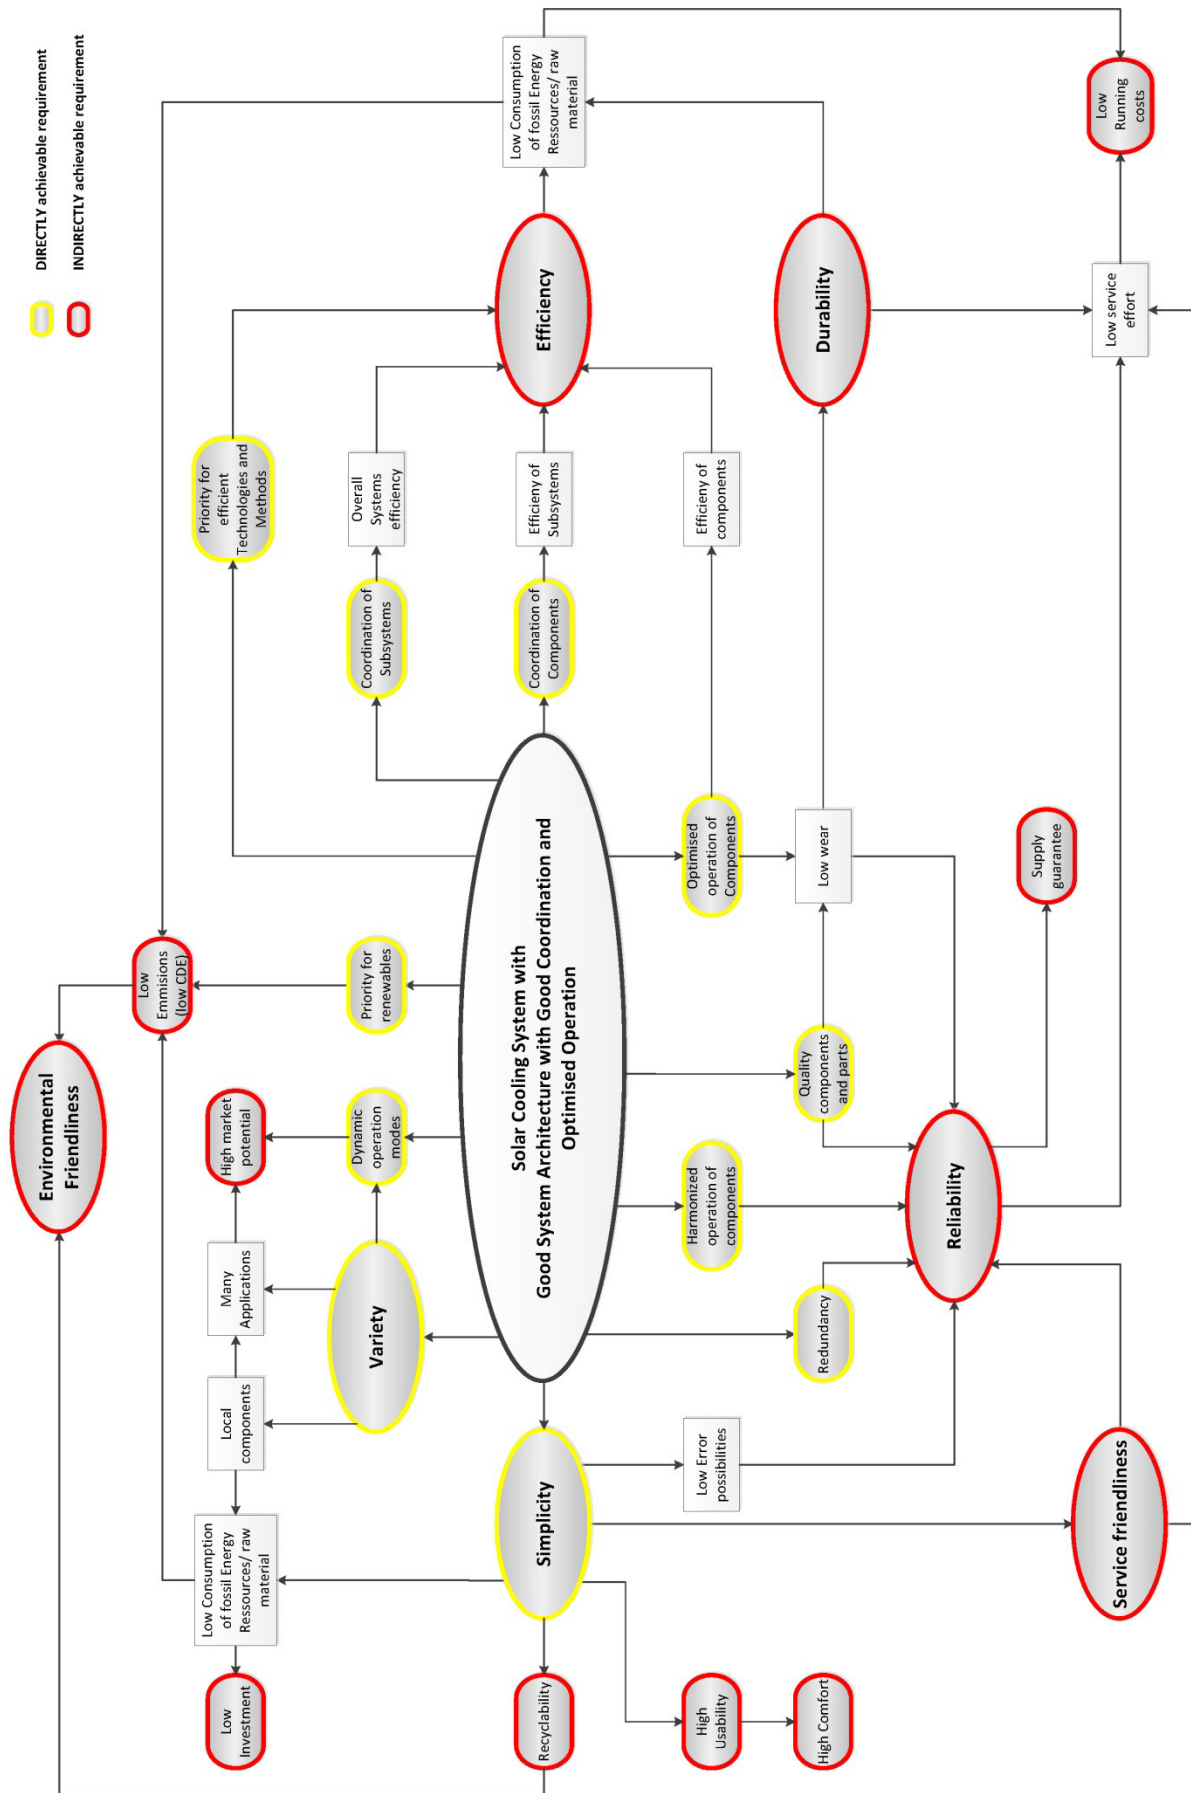 DIRECTLY achievable requirement
INDIRECTLY achievable requirement
Environmental
Friendliness
Low
Emmisions
(low CDE)
Low Consumption
of fossil Energy
Ressources/ raw
material
Low
Investment
Low Consumption
of fossil Energy
Ressources/ raw
material
Local
components
Many
Applications
High market
potential
Priority for
efficient
Technologies and
Methods
Variety
Dynamic
operation
modes
Priority for
renewables
Coordination of
Subsystems
Overall
Systems
efficiency
Recyclability
Simplicity
Solar Cooling System with
Good System Architecture with Good Coordination and
Optimised Operation
Coordination of
Components
Efficieny of
Subsystems
Efficiency
High
Usability
Low Error
possibilities
Harmonized
operation of
components
Optimised
operation of
Components
Efficieny of
components
High Comfort
Redundancy
Quality
components
and parts
Low wear
Durability
Reliability
Supply
guarantee
Service friendliness
Low service
effort
Low
Running
costs